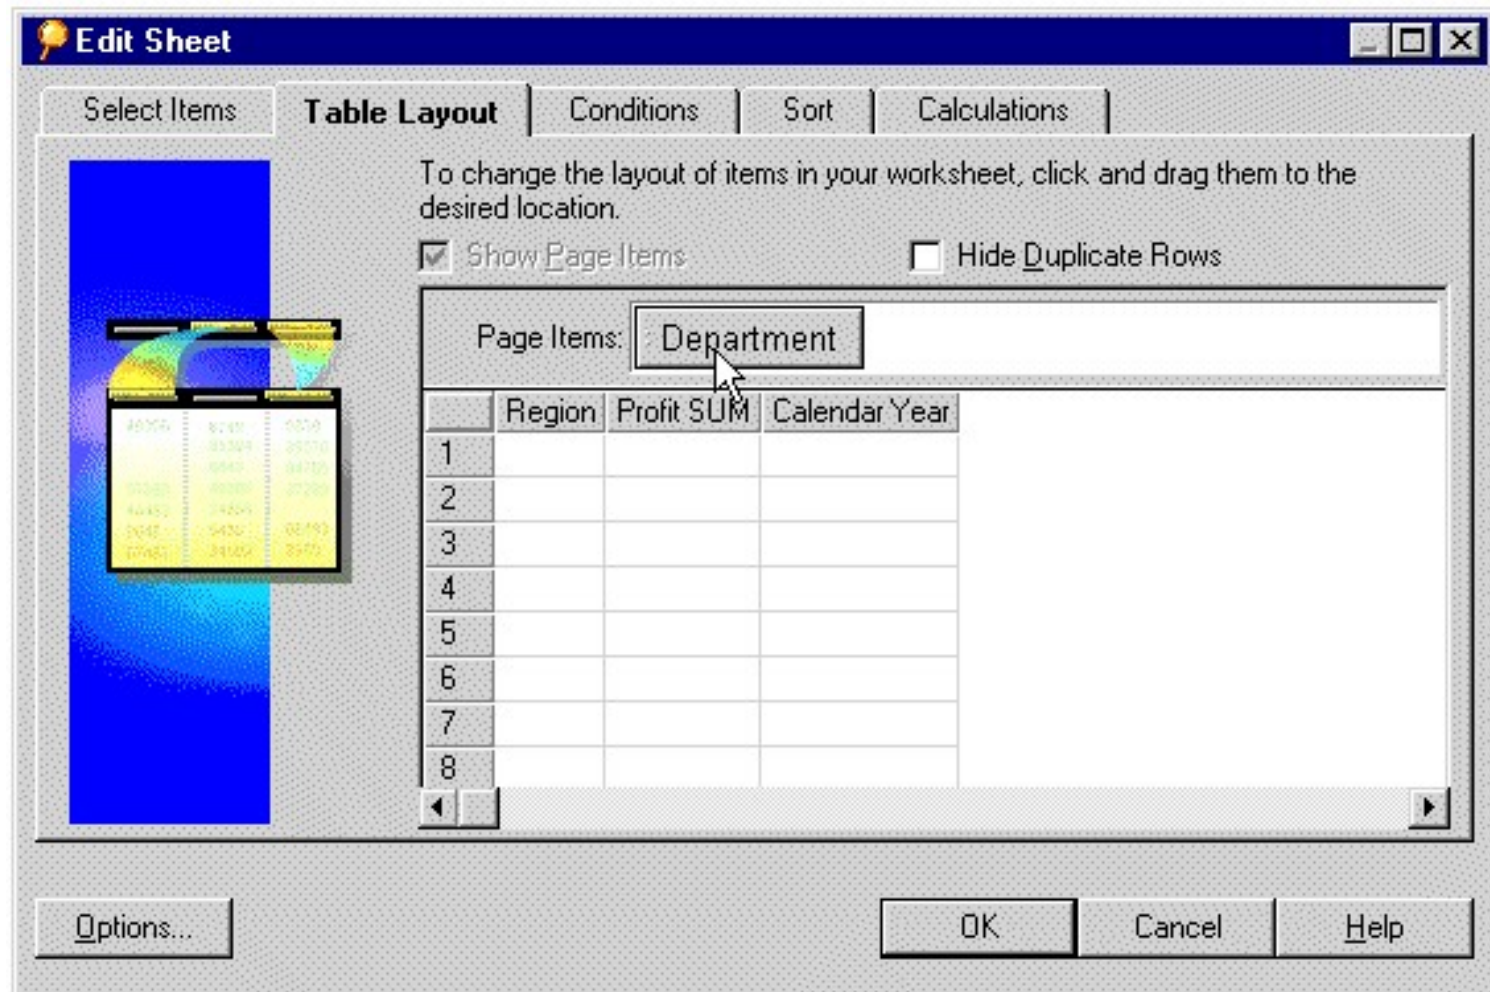 Edit Sheet
Select Items Table Layout Conditions Sort Calculations
To change the layout of items in your worksheet, click and drag them to the
desired location.
Show Page Items Hide Duplicate Rows
Page Items: Department
Region Profit SUM Calendar Year
1
2
3
4
5
6
7
8
Options... OK Cancel Help